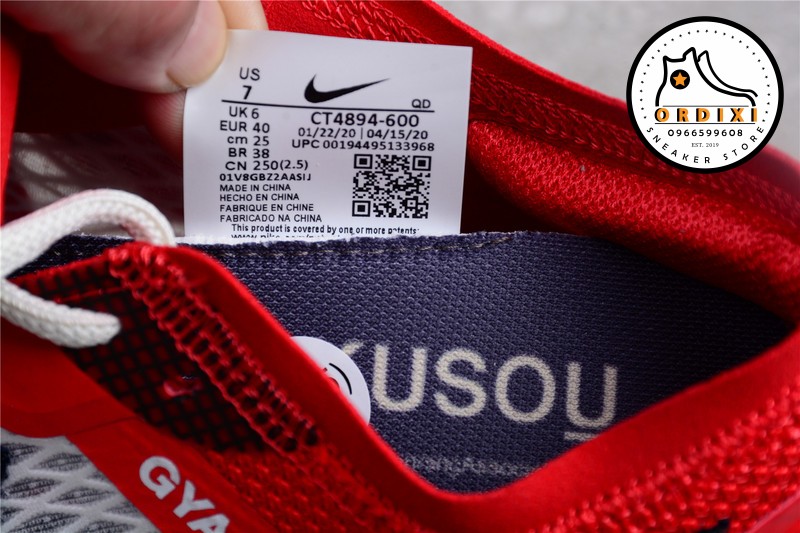 US
7
QD
UK 6
EUR 40
cm 25
BR 38
CN 250(2.5)
CT4894-600
01/22/20 | 04/15/20
UPC 00194495133968
01V8GBZ2AASIJ
MADE IN CHINA
HECHO EN CHINA
FABRIQUE EN CHINE
FABRICADO NA CHINA
This product is covered by one or more patents.
ORDIXI
0966599608
SNEAKER STORE
EST. 2019
KUSOU
GYA